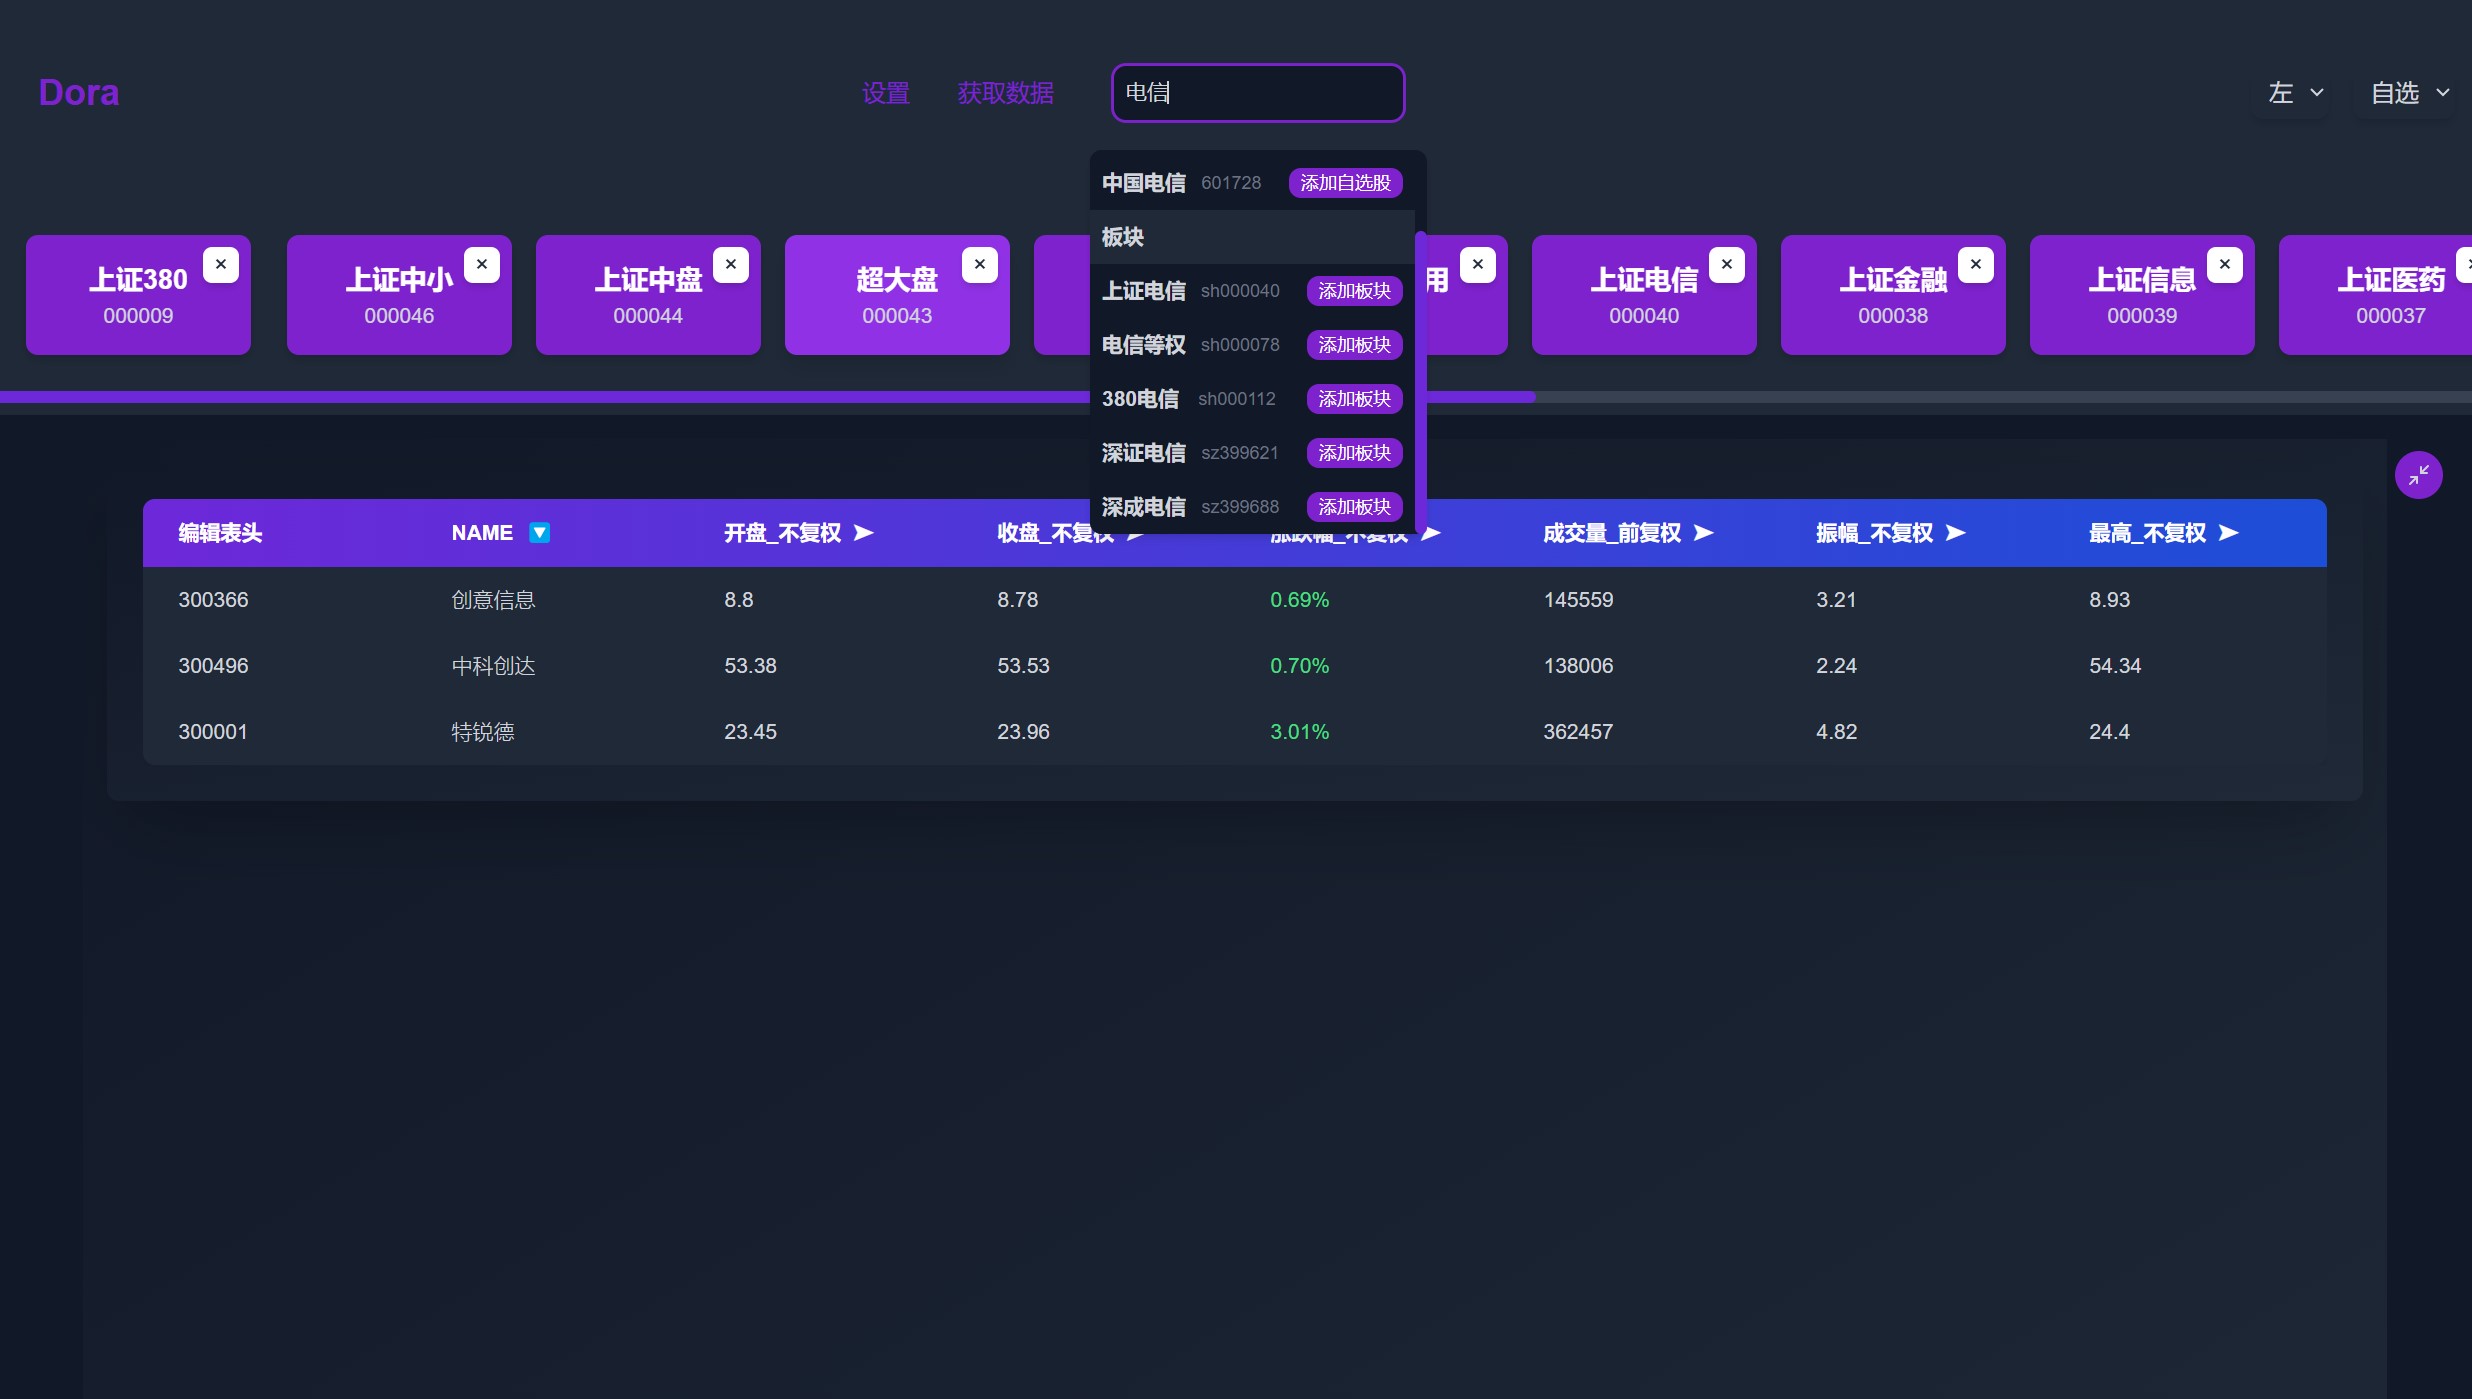 Dora
设置
获取数据
电信
左
自选
中国电信 601728 添加自选股
板块
上证电信 sh000040 添加板块
电信等权 sh000078 添加板块
380电信 sh000112 添加板块
深证电信 sz399621 添加板块
深成电信 sz399688 添加板块
上证380
000009
上证中小
000046
上证中盘
000044
超大盘
000043
用
上证电信
000040
上证金融
000038
上证信息
000039
上证医药
000037
编辑表头 NAME 开盘_不复权 收盘_不复权 涨跌幅_不复权 成交量_前复权 振幅_不复权 最高_不复权
300366 创意信息 8.8 8.78 0.69% 145559 3.21 8.93
300496 中科创达 53.38 53.53 0.70% 138006 2.24 54.34
300001 特锐德 23.45 23.96 3.01% 362457 4.82 24.4